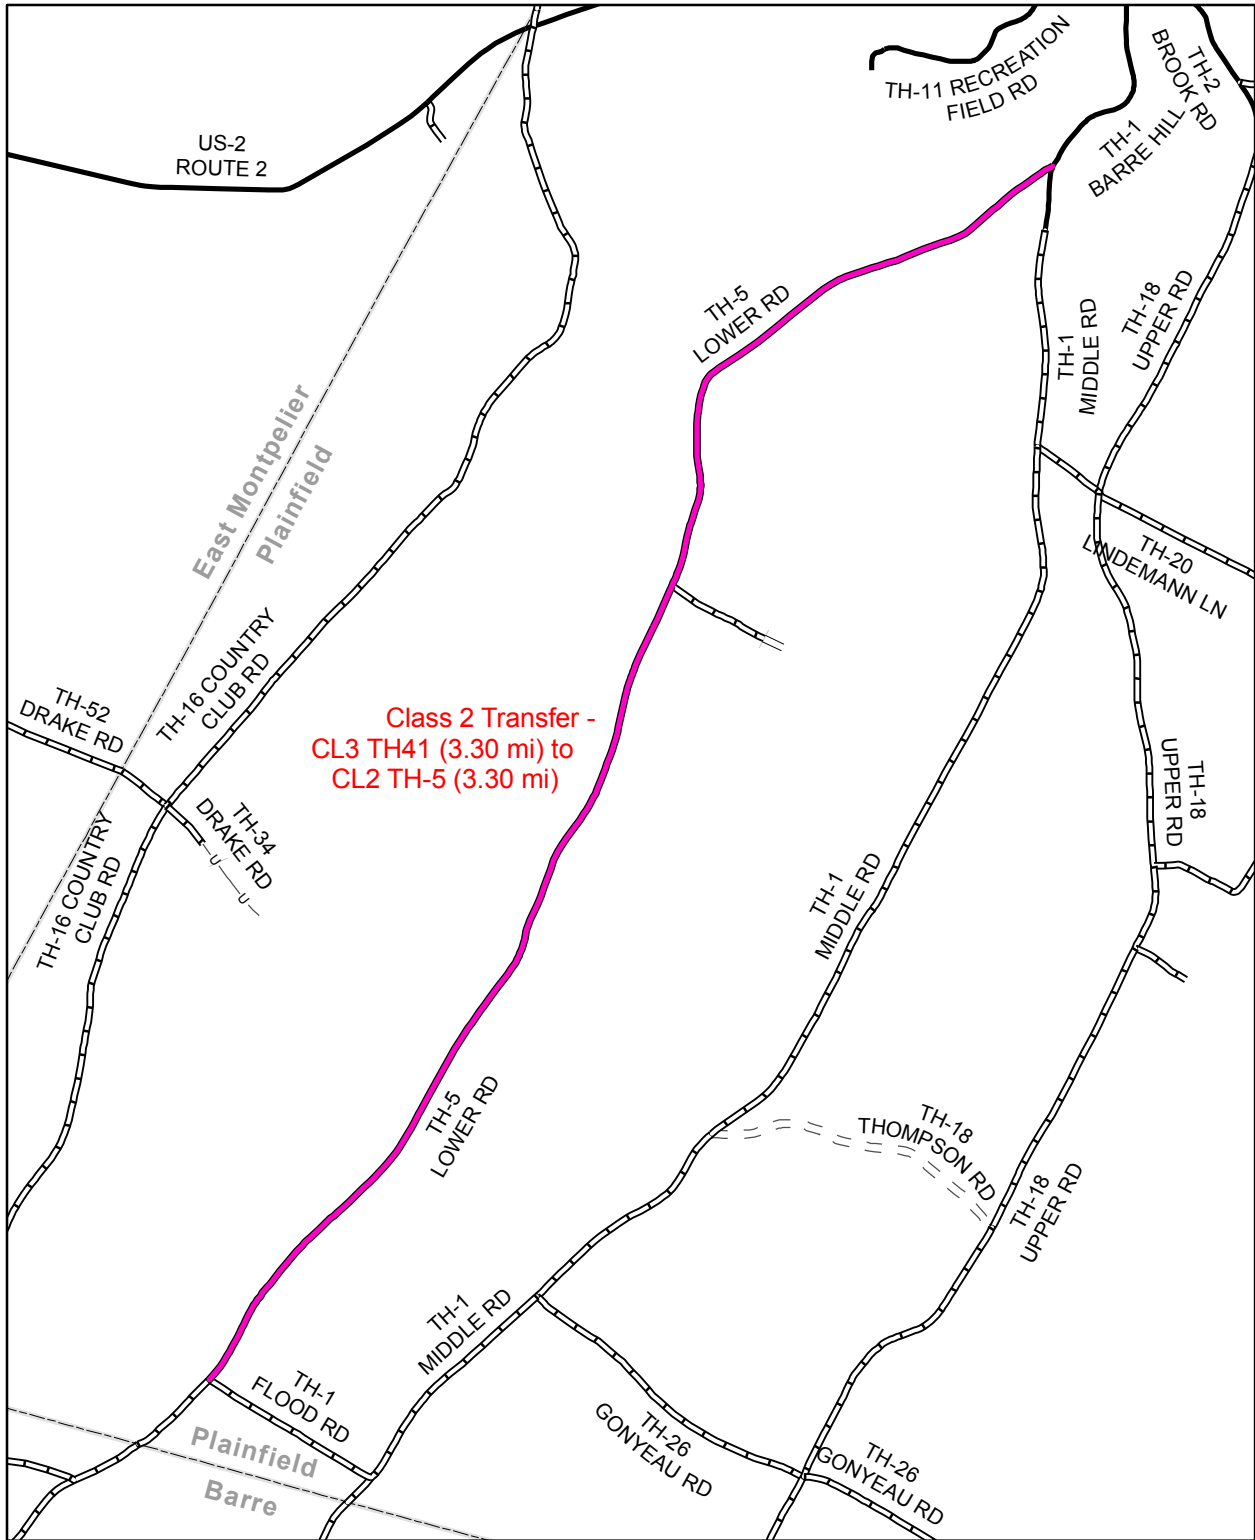 TH-11 RECREATION
FIELD RD
TH-2
BROOK RD
TH-1
BARRE HILL
US-2
ROUTE 2
TH-5
LOWER RD
TH-1
MIDDLE RD
TH-18
UPPER RD
East Montpelier
Plainfield
TH-20
LINDEMANN LN
TH-16 COUNTRY
CLUB RD
TH-52
DRAKE RD
Class 2 Transfer -
CL3 TH41 (3.30 mi) to
CL2 TH-5 (3.30 mi)
TH-18
UPPER RD
TH-34
DRAKE RD
U
U
TH-16 COUNTRY
CLUB RD
TH-1
MIDDLE RD
TH-5
LOWER RD
TH-18
THOMPSON RD
TH-18
UPPER RD
TH-1
MIDDLE RD
TH-1
FLOOD RD
TH-26
GONYEAU RD
TH-26
GONYEAU RD
Plainfield
Barre